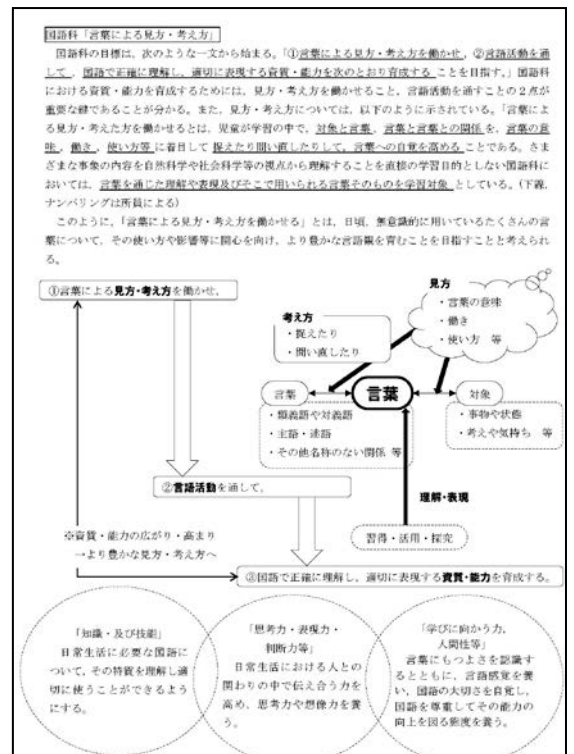 国語科「言葉による見方・考え方」
国語科の目標は、次のような一文から始まる。「①言葉による見方・考え方を働かせ、②言語活動を通
して、国語で正確に理解し、適切に表現する資質・能力を次のとおり育成することを目指す。」国語科
における資質・能力を育成するためには、見方・考え方を働かせること、言語活動を通すことの2点が
重要な鍵であることが分かる。また、見方・考え方については、以下のように示されている。「言葉によ
る見方・考えた方を働かせるとは、児童が学習の中で、対象と言葉、言葉と言葉との関係を、言葉の意
味、働き、使い方等に着目して捉えたり問い直したりして、言葉への自覚を高めることである。さま
ざまな事象の内容を自然科学や社会科学等の視点から理解することを直接の学習目的としない国語科に
おいては、言葉を通じた理解や表現及びそこで用いられる言葉そのものを学習対象としている。(下線、
ナンバリングは所員による)
このように、「言葉による見方・考え方を働かせる」とは、日頃、無意識的に用いているたくさんの言
葉について、その使い方や影響等に関心を向け、より豊かな言語観を育むことを目指すことと考えられ
る。
①言葉による見方・考え方を働かせ、
見方
・言葉の意味
・働き
・使い方 等
考え方
・捉えたり
・問い直したり
言葉
言葉
対象
・類義語や対義語
・主語・述語
・その他名称のない関係 等
・事物や状態
・考えや気持ち 等
②言語活動を通して、
理解・表現
習得・活用・探究
※資質・能力の広がり・高まり
→より豊かな見方・考え方へ
③国語で正確に理解し、適切に表現する資質・能力を育成する。
「知識・及び技能」
日常生活に必要な国語に
ついて、その特質を理解し適
切に使うことができるよう
にする。
「思考力・表現力・
判断力等」
日常生活における人との
関わりの中で伝え合う力を
高め、思考力や想像力を養
う。
「学びに向かう力、
人間性等」
言葉にもつよさを認識す
るとともに、言語感覚を養
い、国語の大切さを自覚し、
国語を尊重してその能力の
向上を図る態度を養う。